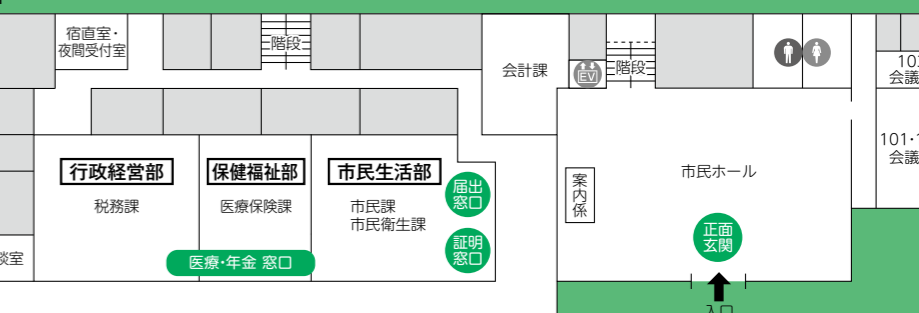 宿直室・
夜間受付室
階段
会計課
EV
階段
会議
101・
会議
行政経営部
税務課
保健福祉部
医療保険課
市民生活部
市民課
市民衛生課
届出
窓口
証明
窓口
医療・年金 窓口
案内係
市民ホール
正面
玄関
入口
談室